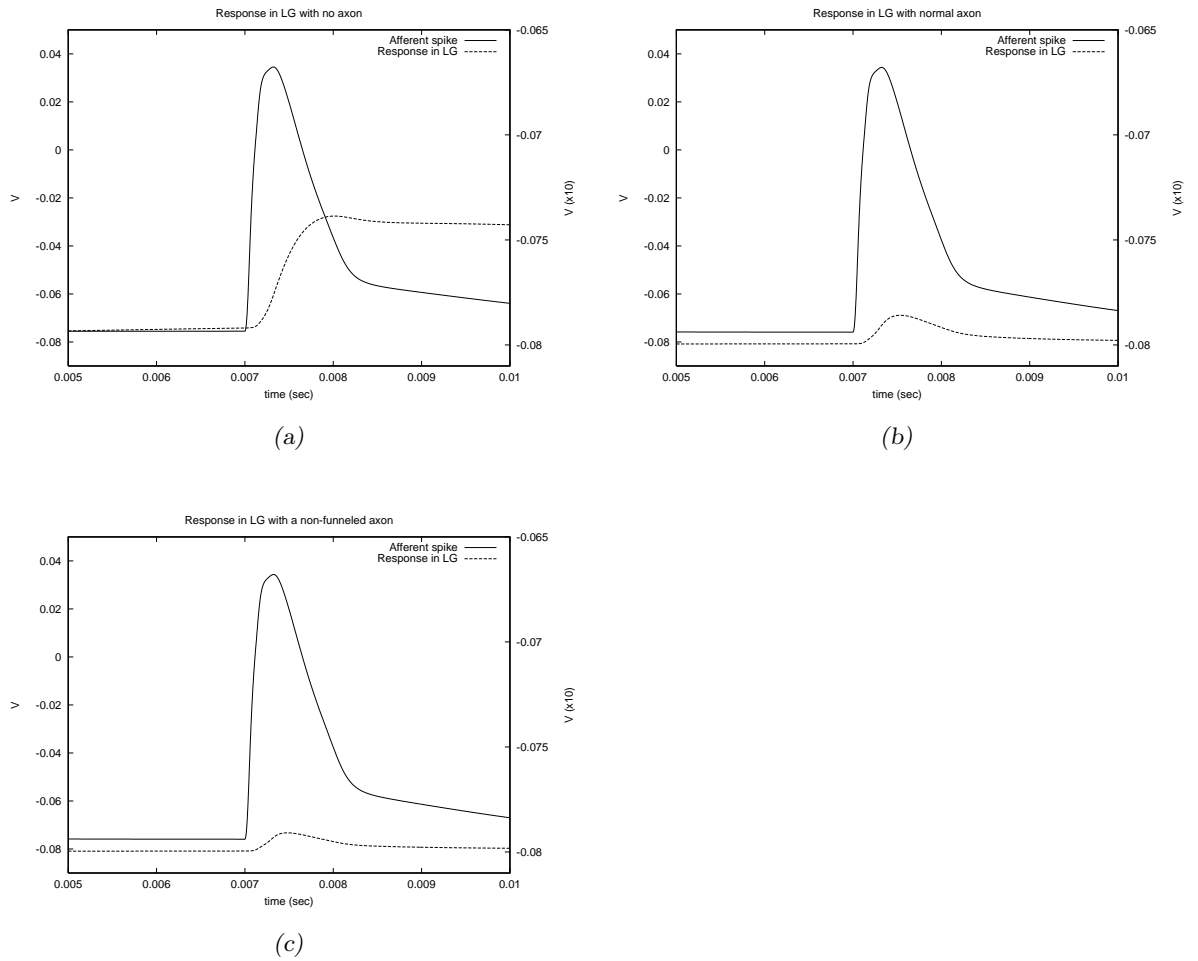 Response in LG with no axon
Afferent spike
Response in LG
0.04
0.02
0
-0.02
-0.04
-0.06
-0.08
V
-0.065
-0.07
-0.075
-0.08
V (x10)
0.005
0.006
0.007
0.008
0.009
0.01
time (sec)
(a)
Response in LG with normal axon
Afferent spike
Response in LG
0.04
0.02
0
-0.02
-0.04
-0.06
-0.08
V
-0.065
-0.07
-0.075
-0.08
V (x10)
0.005
0.006
0.007
0.008
0.009
0.01
time (sec)
(b)
Response in LG with a non-funneled axon
Afferent spike
Response in LG
0.04
0.02
0
-0.02
-0.04
-0.06
-0.08
V
-0.065
-0.07
-0.075
-0.08
V (x10)
0.005
0.006
0.007
0.008
0.009
0.01
time (sec)
(c)